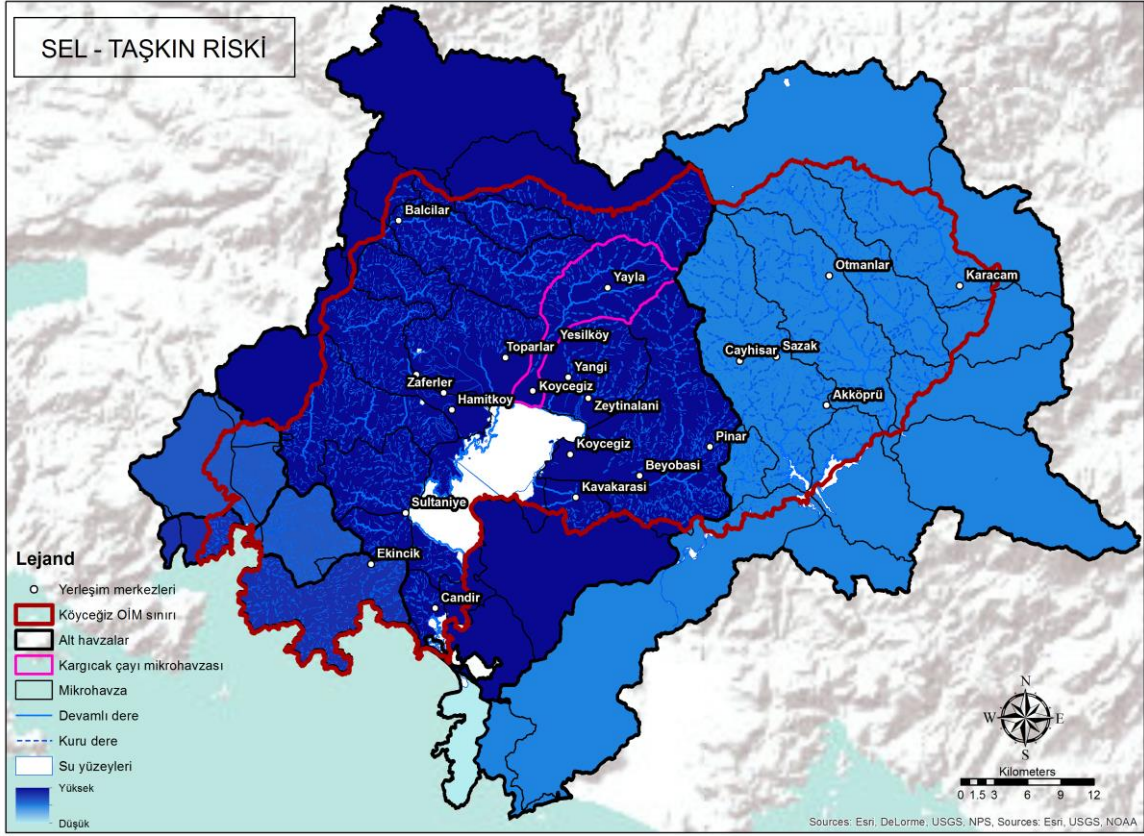 SEL - TAŞKIN RİSKİ
Balcilar
Yayla
Otmanlar
Karacam
Yesilköy
Toparlar
Yangi
Cayhisar
Sazak
Zaferler
Hamitkoy
Koycegiz
Zeytinalani
Akköprü
Koycegiz
Pinar
Beyobasi
Kavakarasi
Sultaniye
Ekincik
Candir
Lejand
Yerleşim merkezleri
Köyceğiz OİM sınırı
Alt havzalar
Kargıcak çayı mikrohavzası
Mikrohavza
Devamlı dere
Kuru dere
Su yüzeyleri
Yüksek
Düşük
N
W
E
S
Kilometers
0 1.5 3 6 9 12
Sources: Esri, DeLorme, USGS, NPS, Sources: Esri, USGS, NOAA